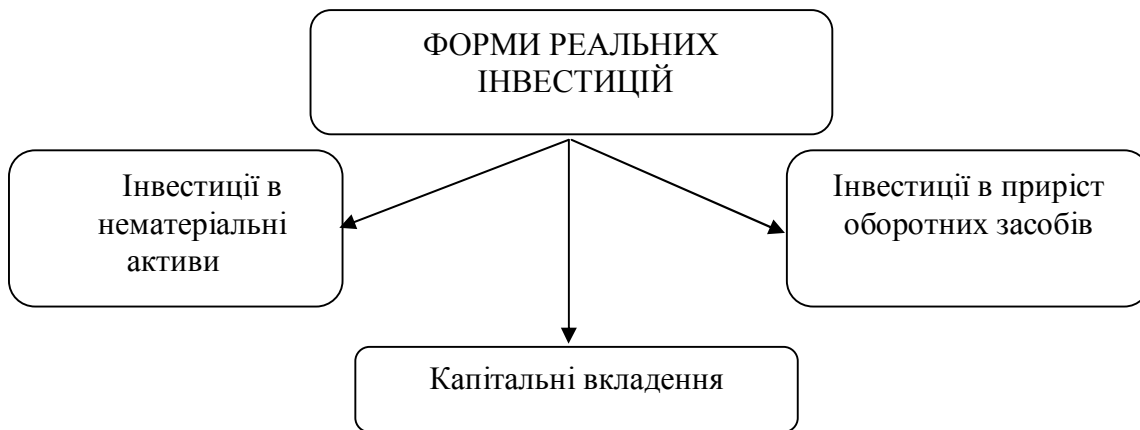 ФОРМИ РЕАЛЬНИХ
ІНВЕСТИЦІЙ
Інвестиції в
нематеріальні
активи
Інвестиції в приріст
оборотних засобів
Капітальні вкладення